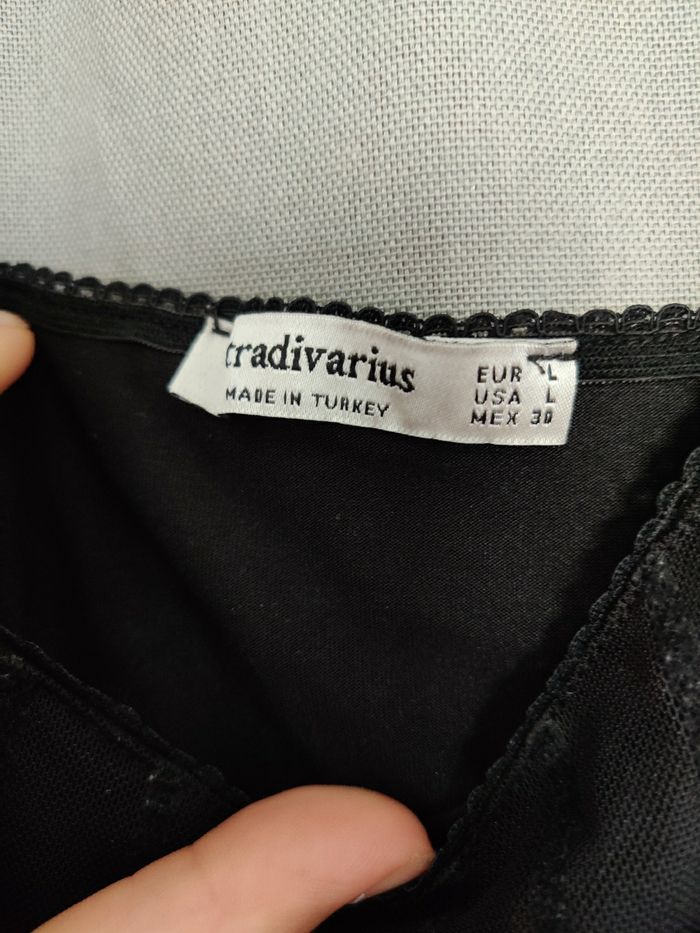 tradivarius
MADE IN TURKEY
EUR L
USA L
MEX 30